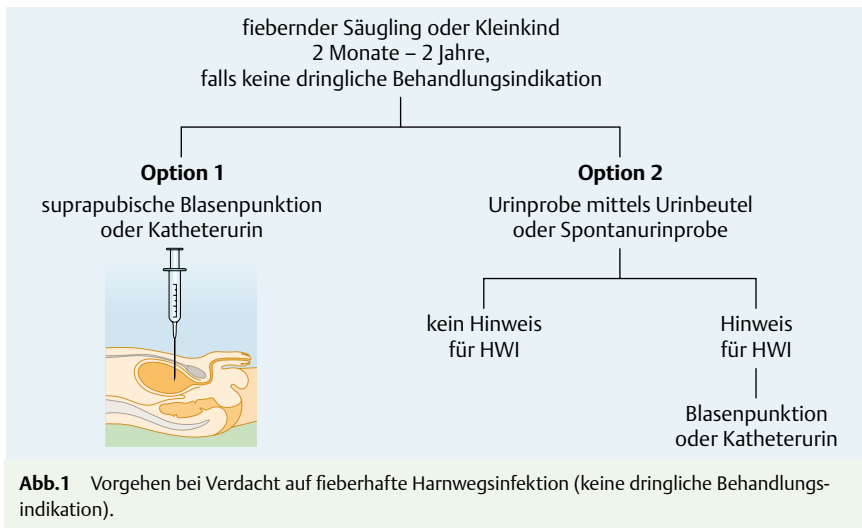 fiebernder Säugling oder Kleinkind
2 Monate – 2 Jahre,
falls keine dringliche Behandlungsindikation
Option 1
suprapubische Blasenpunktion
oder Katheterurin
Option 2
Urinprobe mittels Urinbeutel
oder Spontanurinprobe
kein Hinweis
für HWI
Hinweis
für HWI
Blasenpunktion
oder Katheterurin
Abb.1 Vorgehen bei Verdacht auf fieberhafte Harnwegsinfektion (keine dringliche Behandlungs-
indikation).